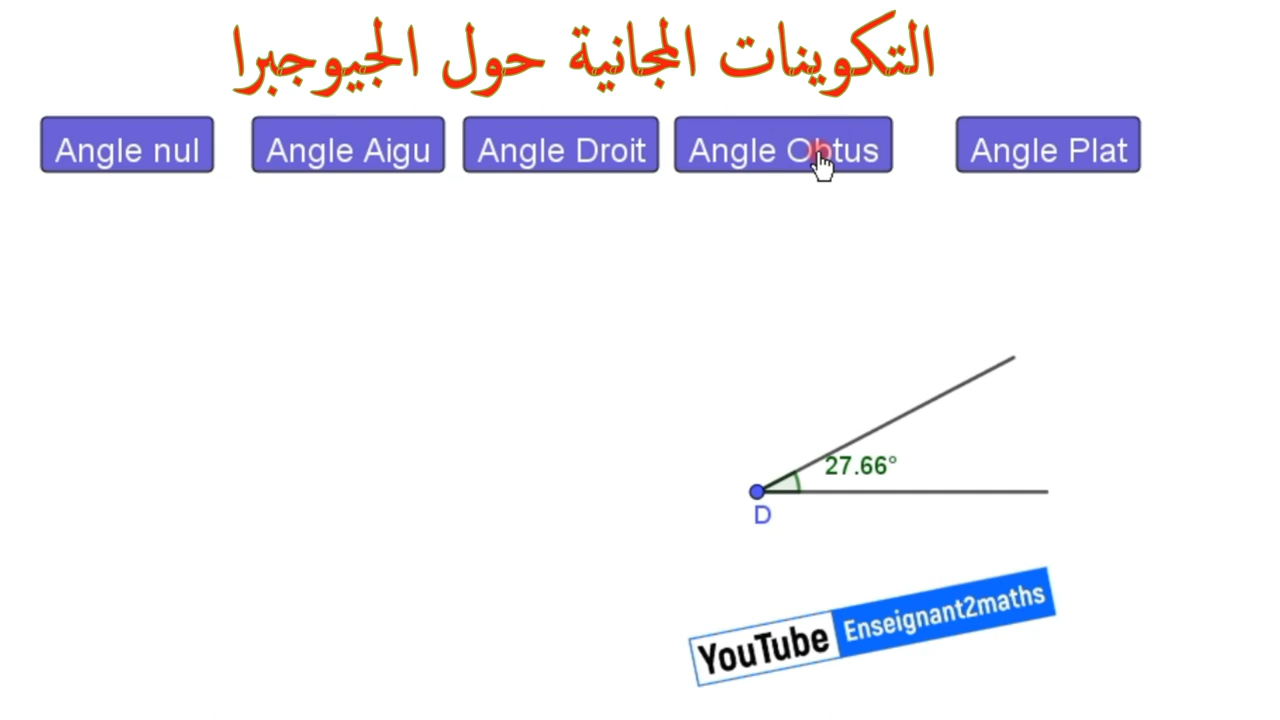 التكوينات المجانية حول الجيوجبرا
Angle nul
Angle Aigu
Angle Droit
Angle Obtus
Angle Plat
27.66°
D
YouTube Enseignant2maths